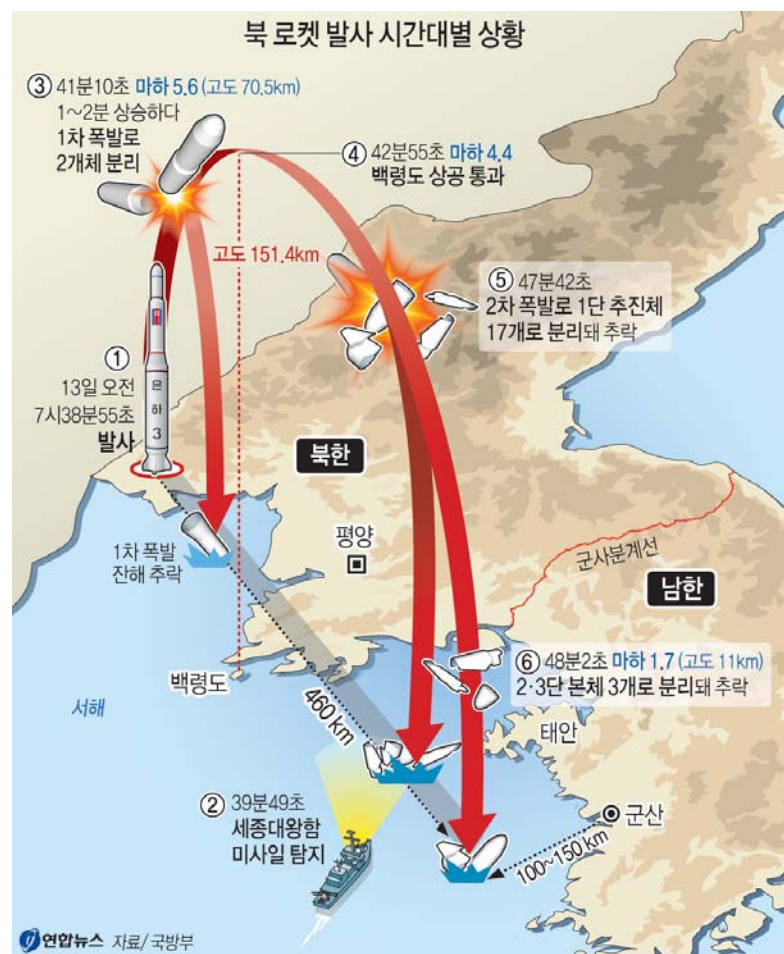 북 로켓 발사 시간대별 상황
③ 41분10초 마하 5.6 (고도 70.5km)
1~2분 상승하다
1차 폭발로
2개체 분리
④ 42분55초 마하 4.4
백령도 상공 통과
고도 151.4km
⑤ 47분42초
2차 폭발로 1단 추진체
17개로 분리돼 추락
①
13일 오전
7시38분55초
발사
은
하
3
북한
평양
1차 폭발
잔해 추락
군사분계선
남한
백령도
서해
460 km
⑥ 48분2초 마하 1.7 (고도 11km)
2·3단 본체 3개로 분리돼 추락
태안
② 39분49초
세종대왕함
미사일 탐지
군산
100~150 km
연합뉴스 자료/ 국방부